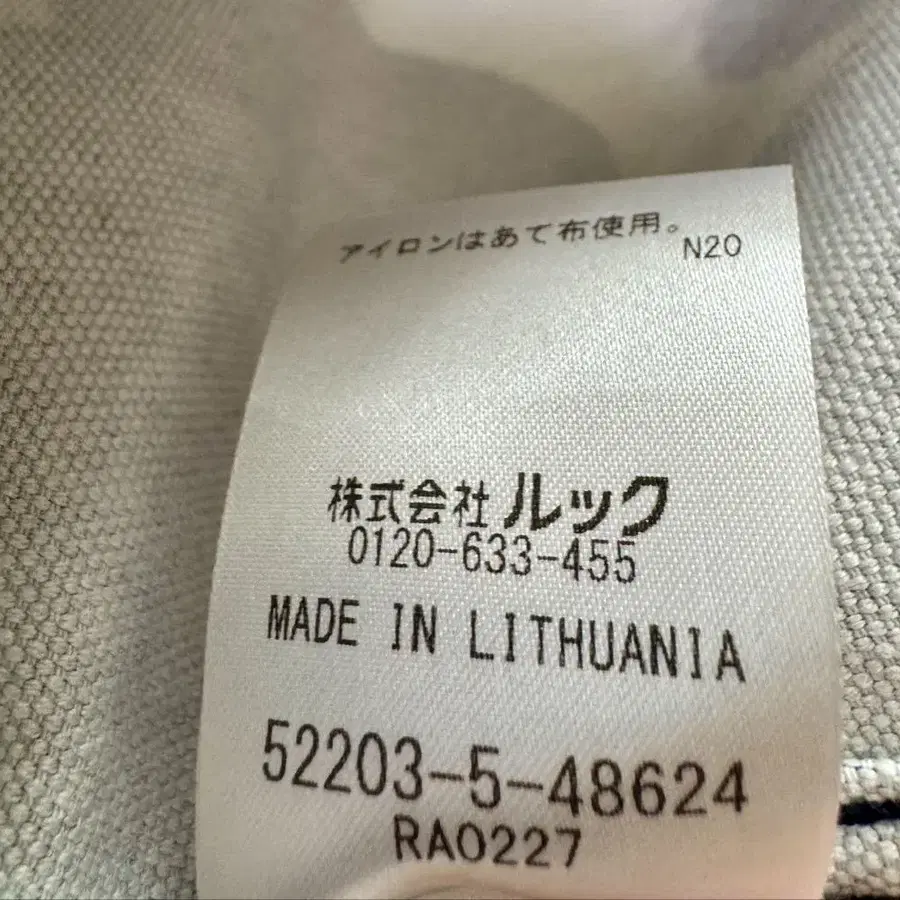 アイロンはあて布使用。
N20
株式会社ルック
0120-633-455
MADE IN LITHUANIA
52203-5-48624
RA0227